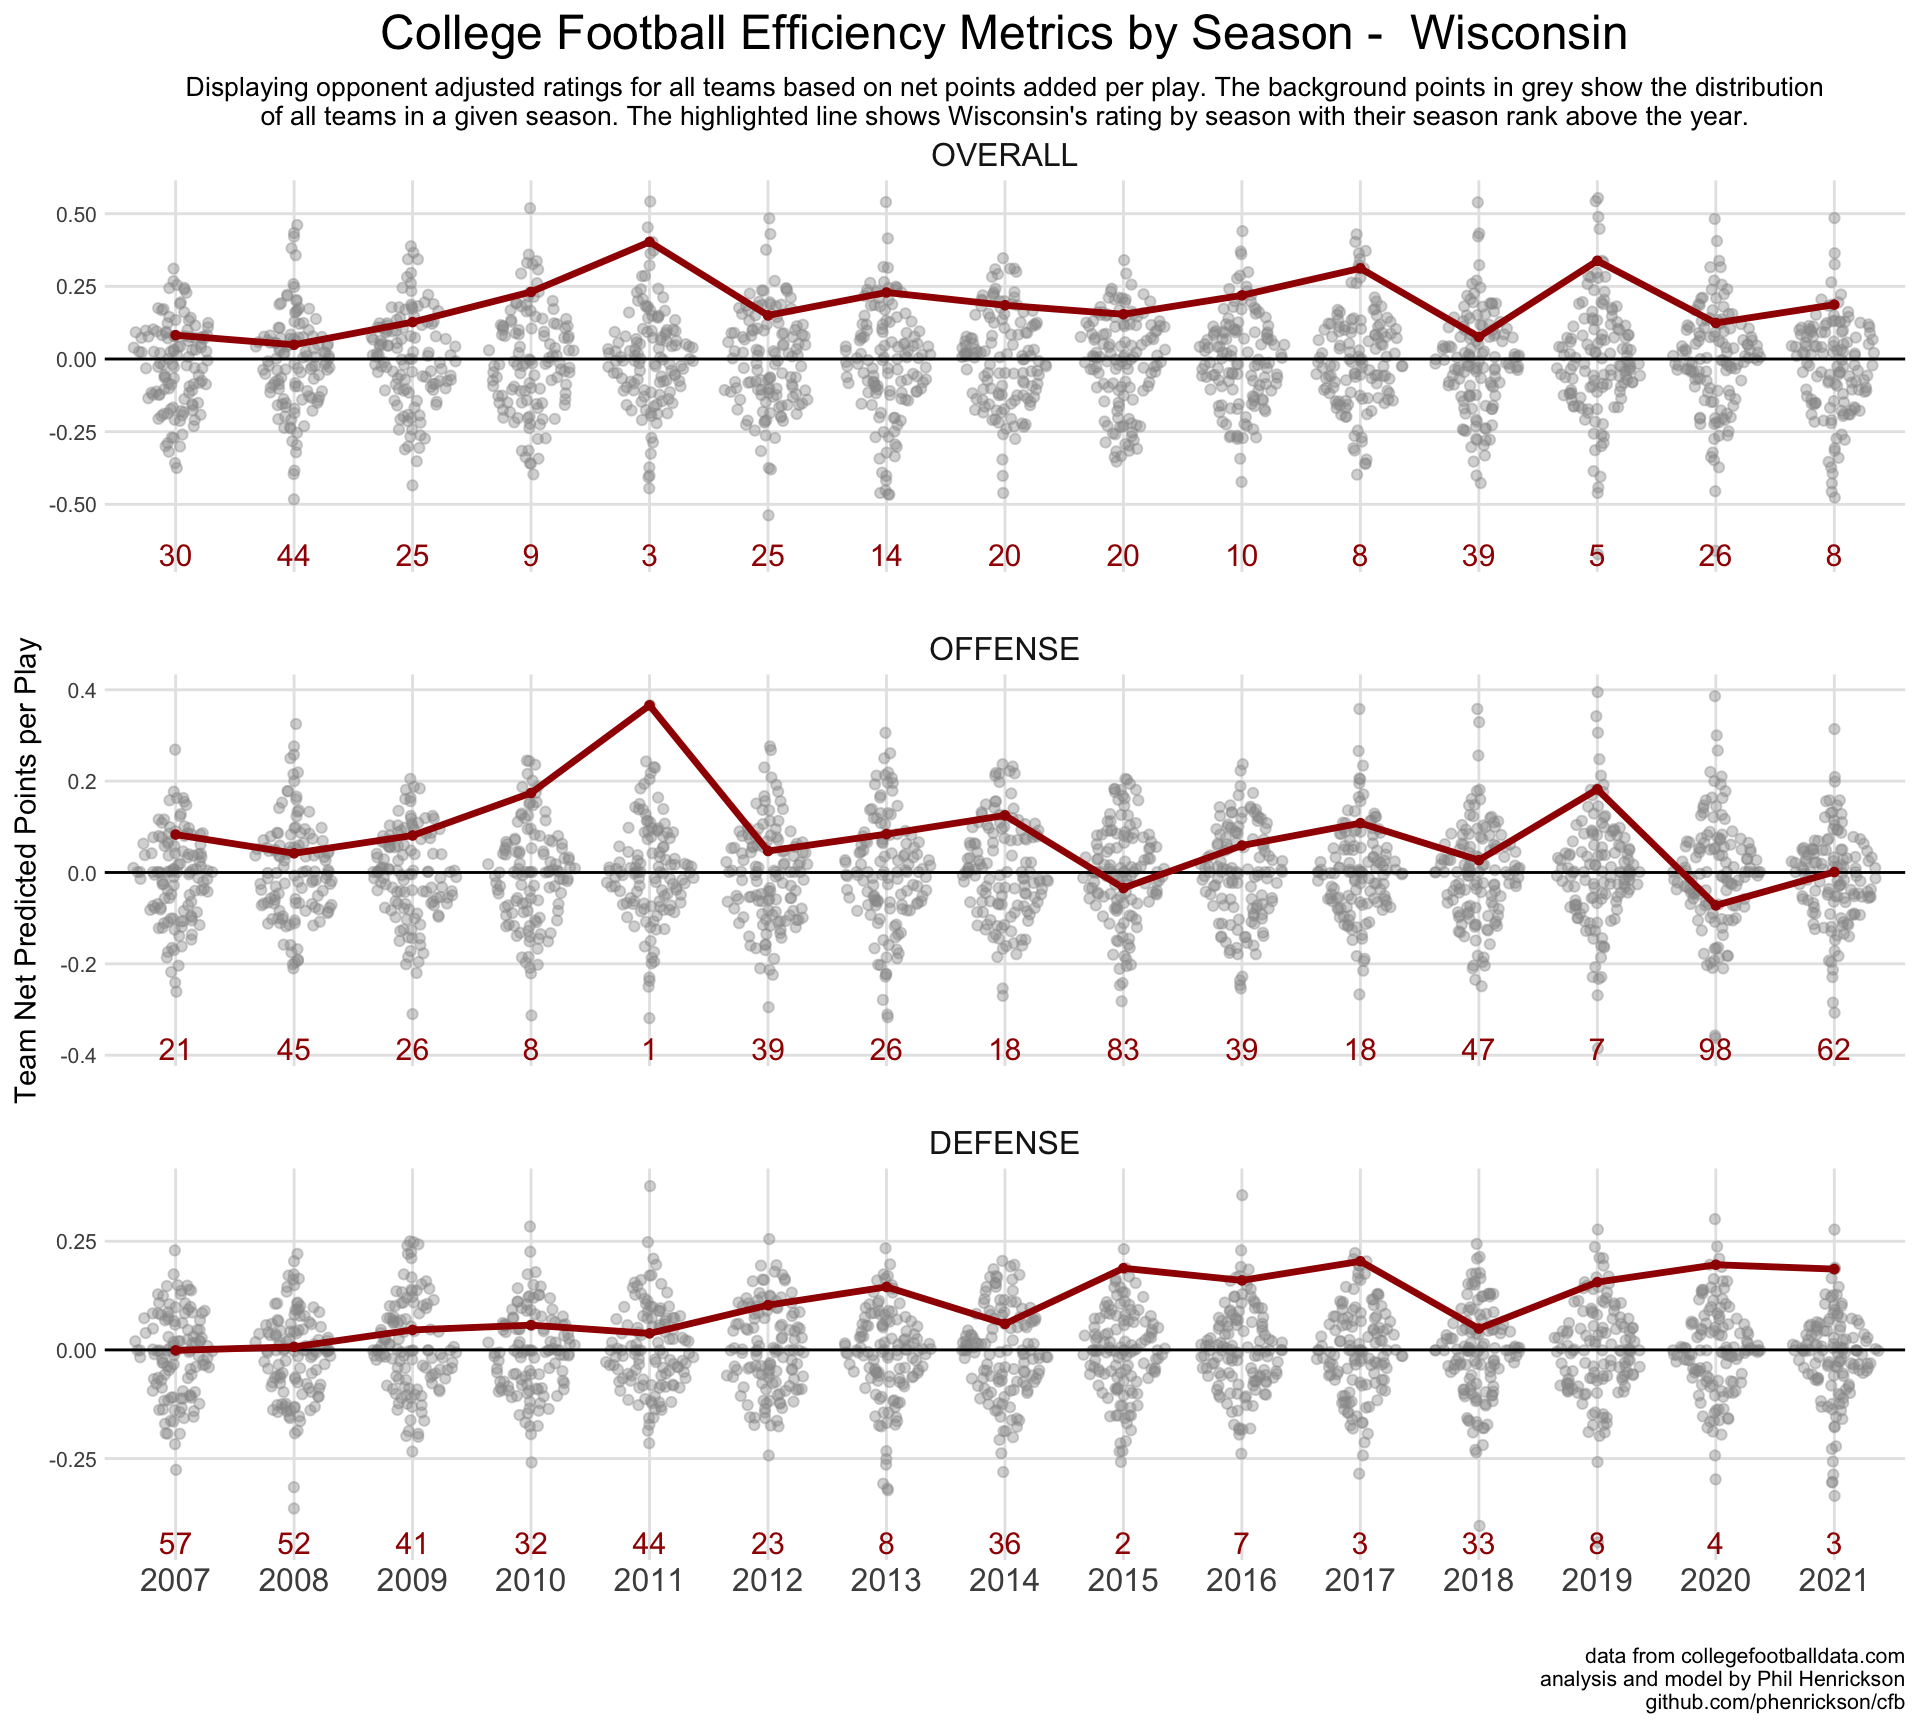 College Football Efficiency Metrics by Season -  Wisconsin
Displaying opponent adjusted ratings for all teams based on net points added per play. The background points in grey show the distribution
of all teams in a given season. The highlighted line shows Wisconsin's rating by season with their season rank above the year.
OVERALL
0.50
0.25
0.00
-0.25
-0.50
30 44 25 9 3 25 14 20 20 10 8 39 5 26 8
Team Net Predicted Points per Play
OFFENSE
0.4
0.2
0.0
-0.2
-0.4
21 45 26 8 1 39 26 18 83 39 18 47 7 98 62
DEFENSE
0.25
0.00
-0.25
57 52 41 32 44 23 8 36 2 7 3 33 8 4 3
2007 2008 2009 2010 2011 2012 2013 2014 2015 2016 2017 2018 2019 2020 2021
data from collegefootballdata.com
analysis and model by Phil Henrickson
github.com/phenrickson/cfb